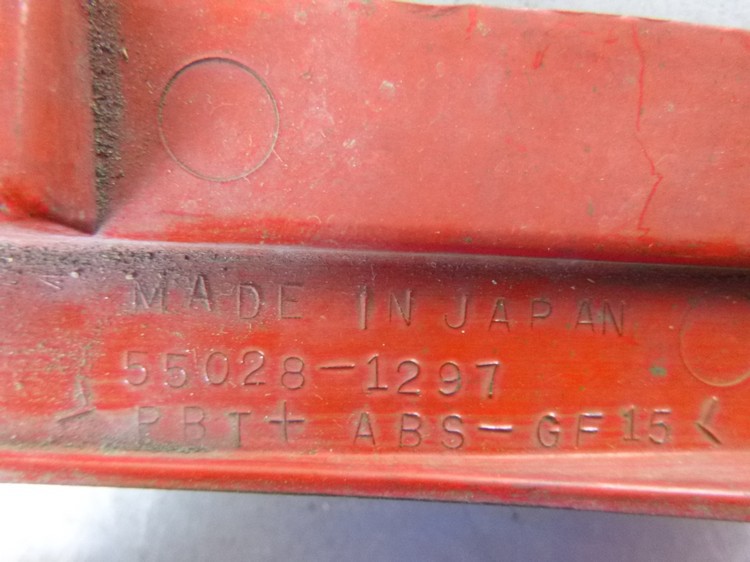 MADE IN JAPAN
55028-1297
> PBT+ ABS-GF15 <